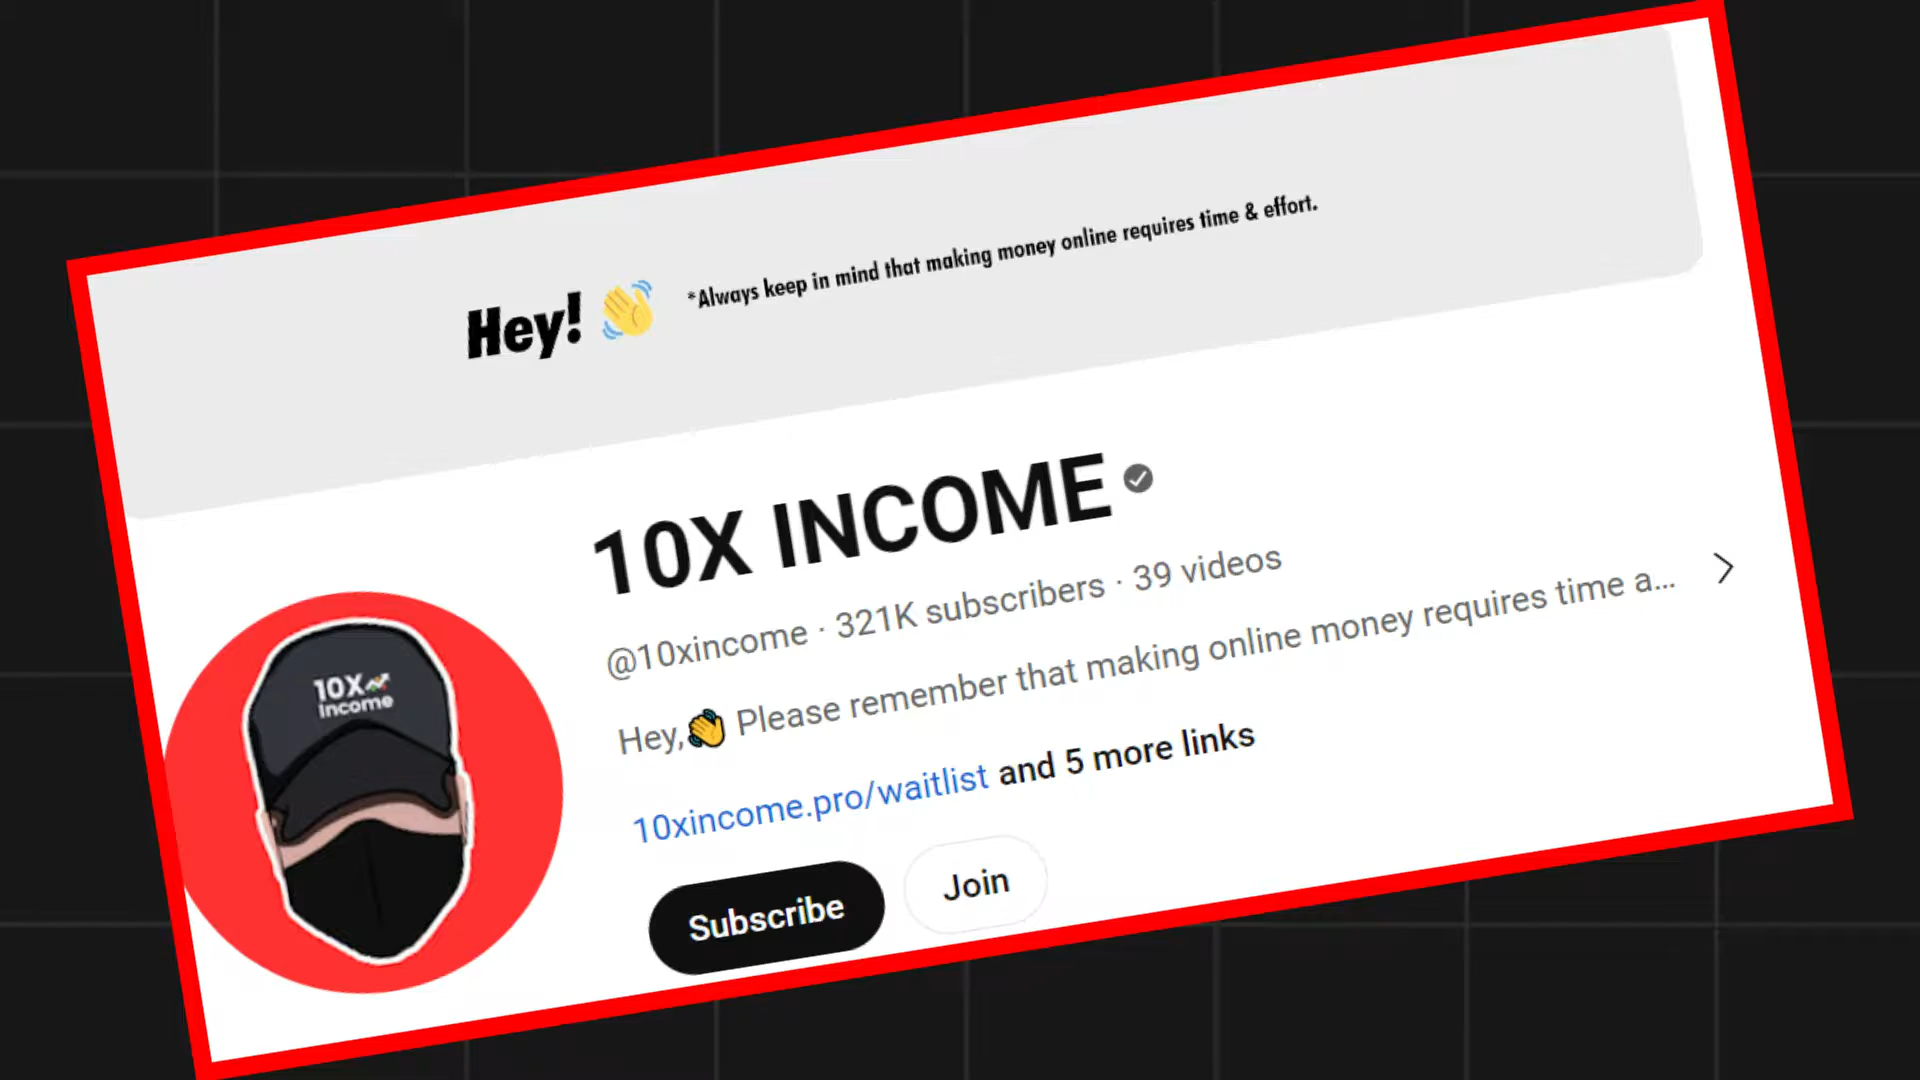 Hey! 👋 *Always keep in mind that making money online requires time & effort.
10X INCOME
@10xincome · 321K subscribers · 39 videos
Hey,👋 Please remember that making online money requires time a...
10xincome.pro/waitlist and 5 more links
Subscribe Join
10X
Income